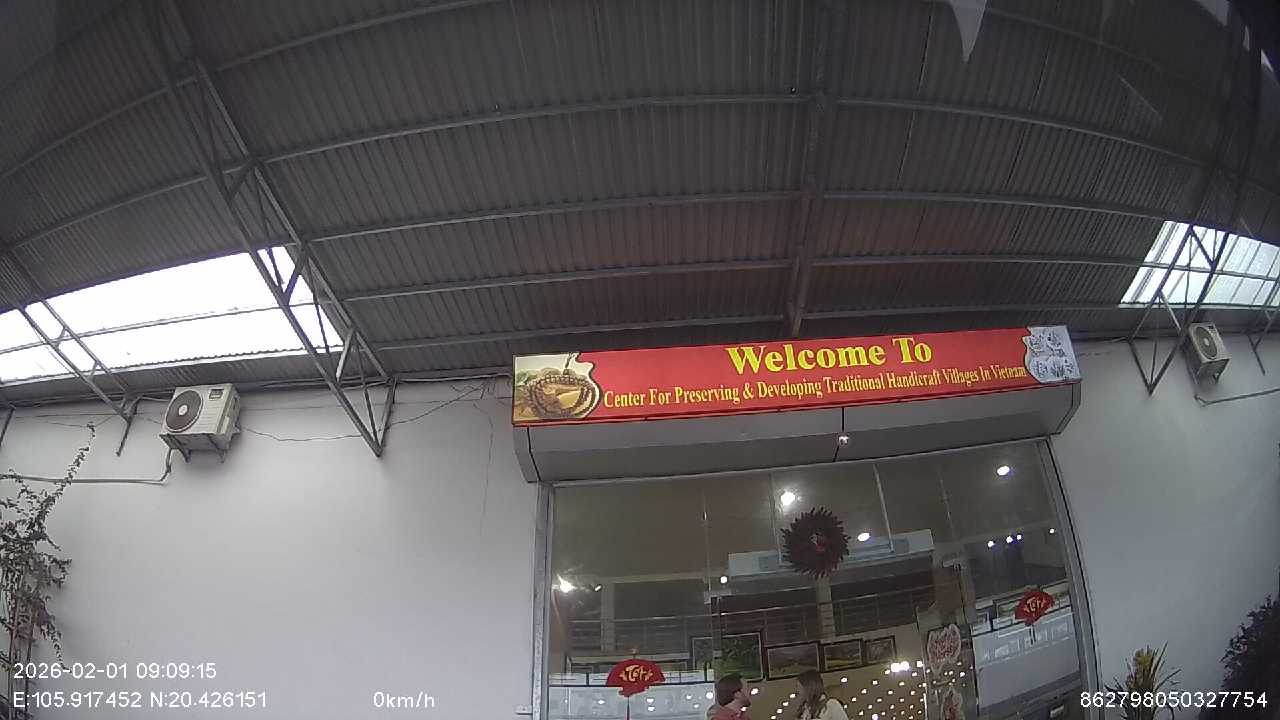 Welcome To
Center For Preserving & Developing Traditional Handicraft Villages In Vietnam
2026-02-01 09:09:15
E:105.917452 N:20.426151
0km/h
862798050327754